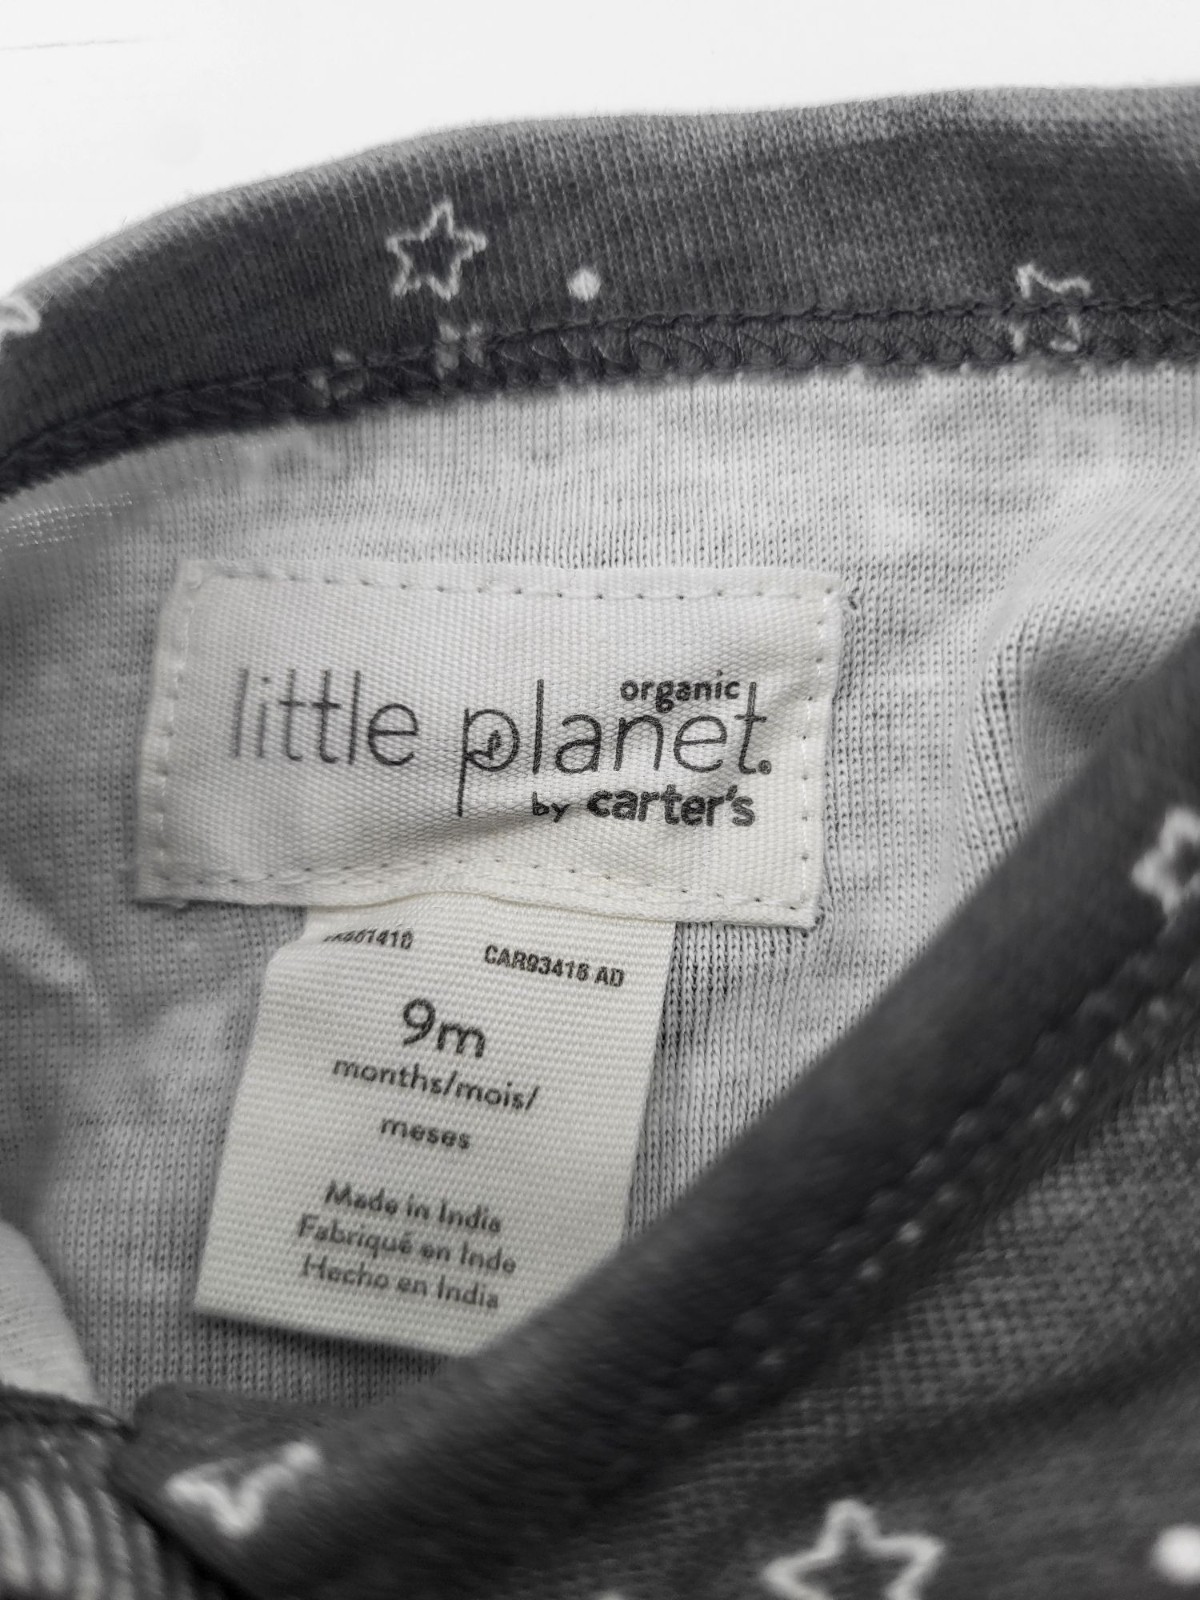 organic
little planet®
by carter's
CAR93416 AD
9m
months/mois/
meses
Made in India
Fabriqué en Inde
Hecho en India